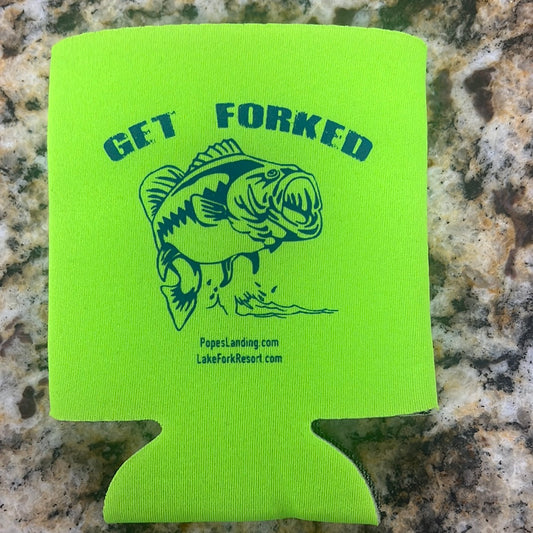 GET FORKED
PopesLanding.com
LakeForkResort.com